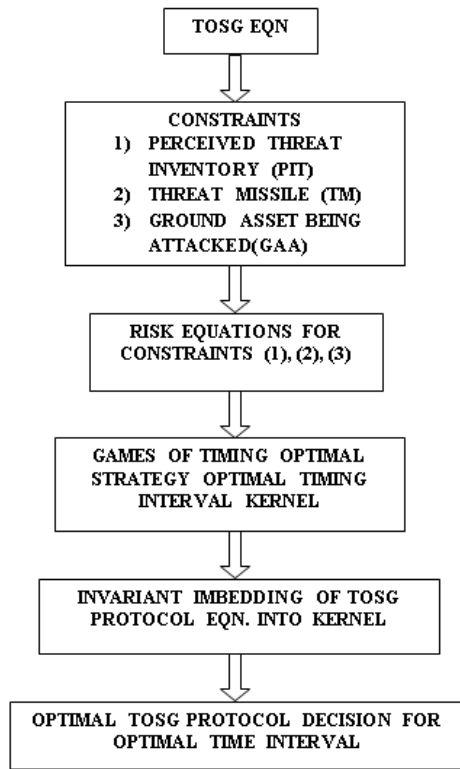 TOSG EQN
CONSTRAINTS
1) PERCEIVED THREAT
INVENTORY (PIT)
2) THREAT MISSILE (TM)
3) GROUND ASSET BEING
ATTACKED(GAA)
RISK EQUATIONS FOR
CONSTRAINTS (1), (2), (3)
GAMES OF TIMING OPTIMAL
STRATEGY OPTIMAL TIMING
INTERVAL KERNEL
INVARIANT IMBEDDING OF TOSG
PROTOCOL EQN. INTO KERNEL
OPTIMAL TOSG PROTOCOL DECISION FOR
OPTIMAL TIME INTERVAL